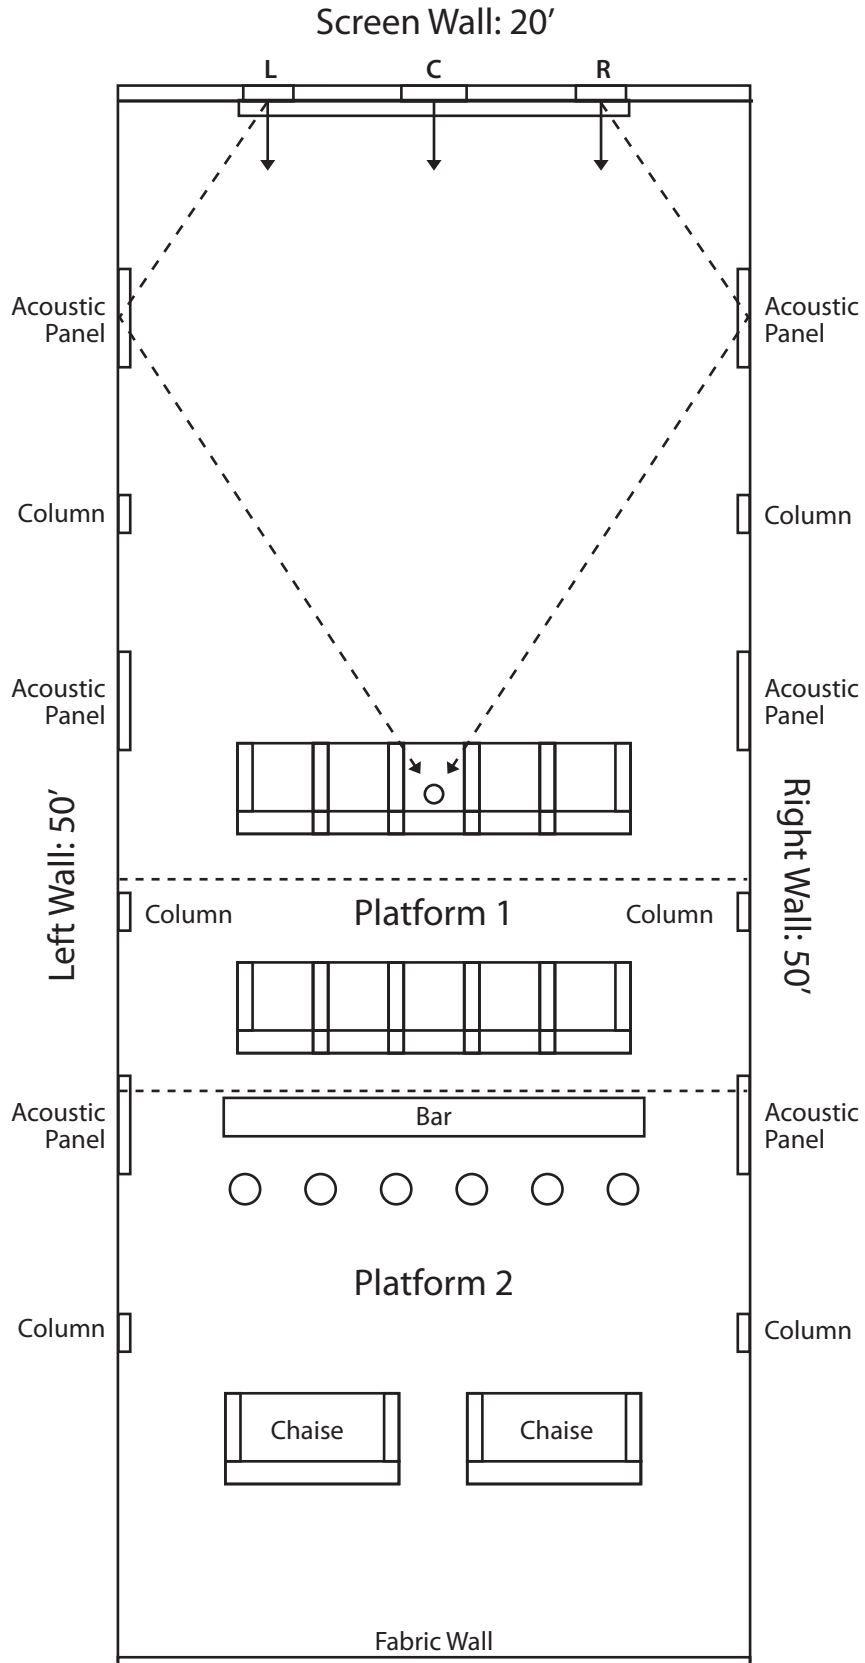 Screen Wall: 20’
L C R
Acoustic
Panel
Acoustic
Panel
Column
Column
Acoustic
Panel
Acoustic
Panel
Left Wall: 50’
Right Wall: 50’
Column
Platform 1
Column
Acoustic
Panel
Bar
Acoustic
Panel
Platform 2
Column
Column
Chaise
Chaise
Fabric Wall